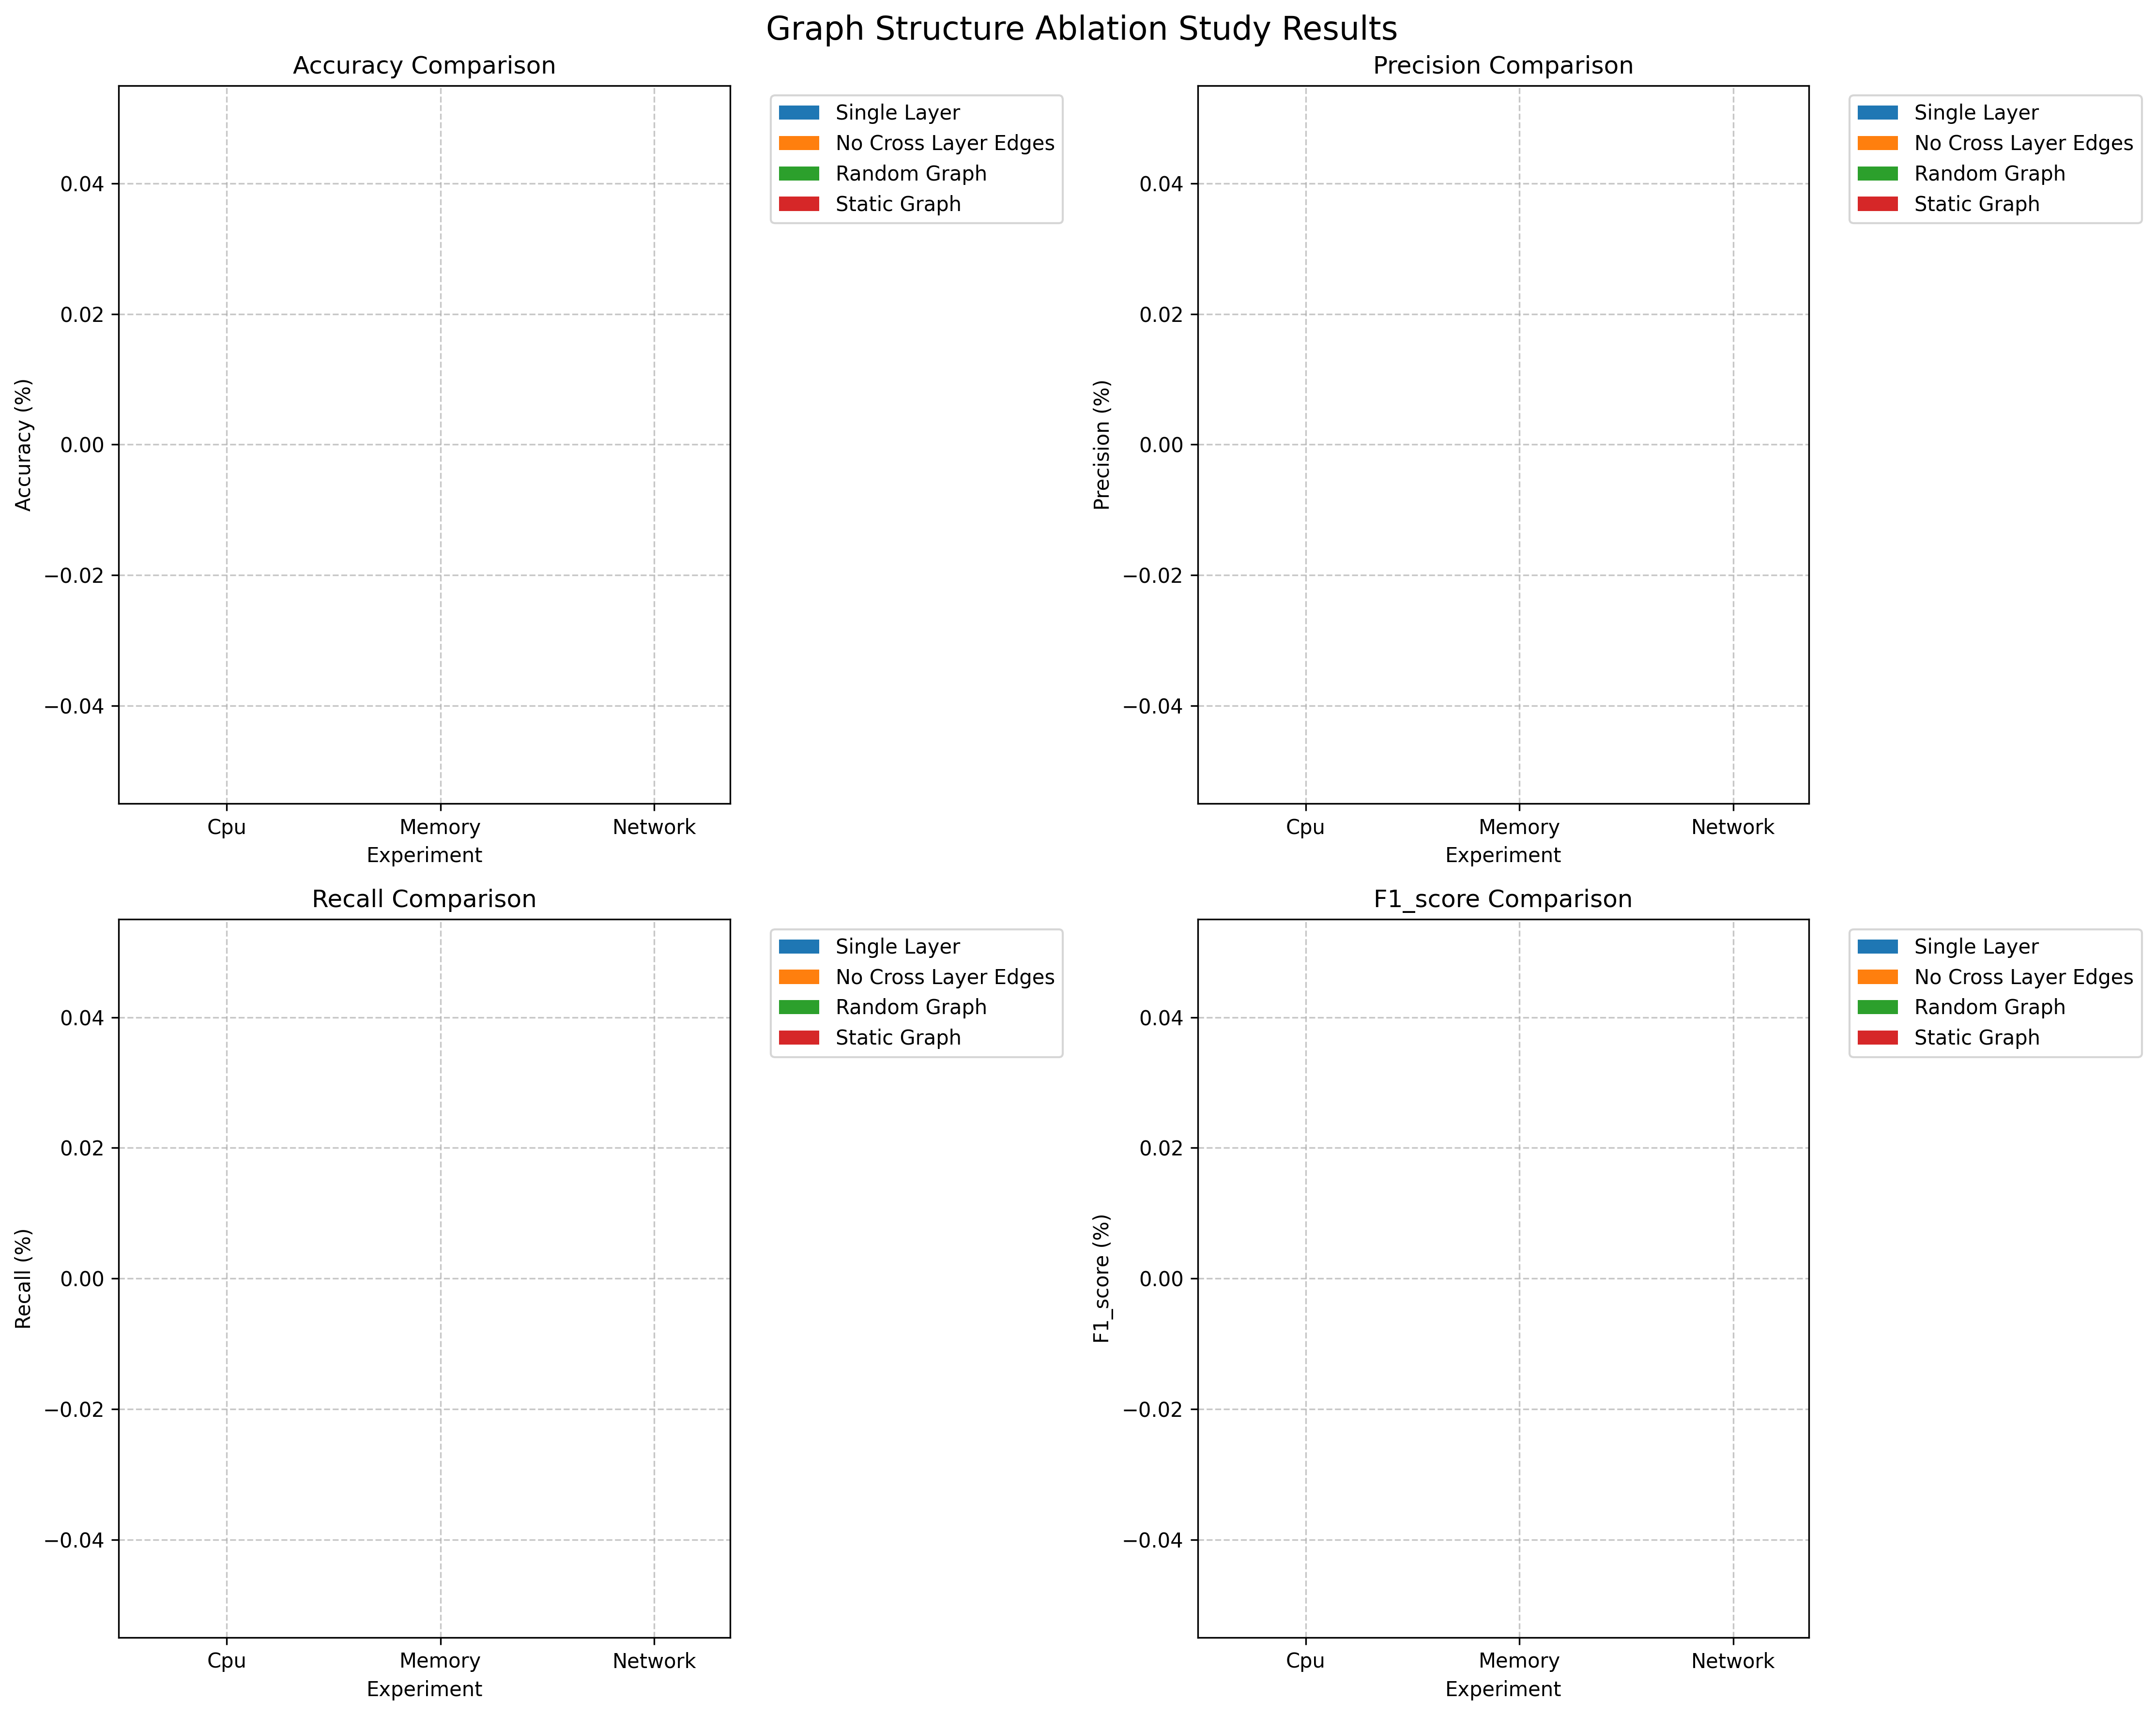 Graph Structure Ablation Study Results
Accuracy Comparison
Accuracy (%)
0.04
0.02
0.00
−0.02
−0.04
Cpu Memory Network
Experiment
Single Layer
No Cross Layer Edges
Random Graph
Static Graph
Precision Comparison
Precision (%)
0.04
0.02
0.00
−0.02
−0.04
Cpu Memory Network
Experiment
Single Layer
No Cross Layer Edges
Random Graph
Static Graph
Recall Comparison
Recall (%)
0.04
0.02
0.00
−0.02
−0.04
Cpu Memory Network
Experiment
Single Layer
No Cross Layer Edges
Random Graph
Static Graph
F1_score Comparison
F1_score (%)
0.04
0.02
0.00
−0.02
−0.04
Cpu Memory Network
Experiment
Single Layer
No Cross Layer Edges
Random Graph
Static Graph